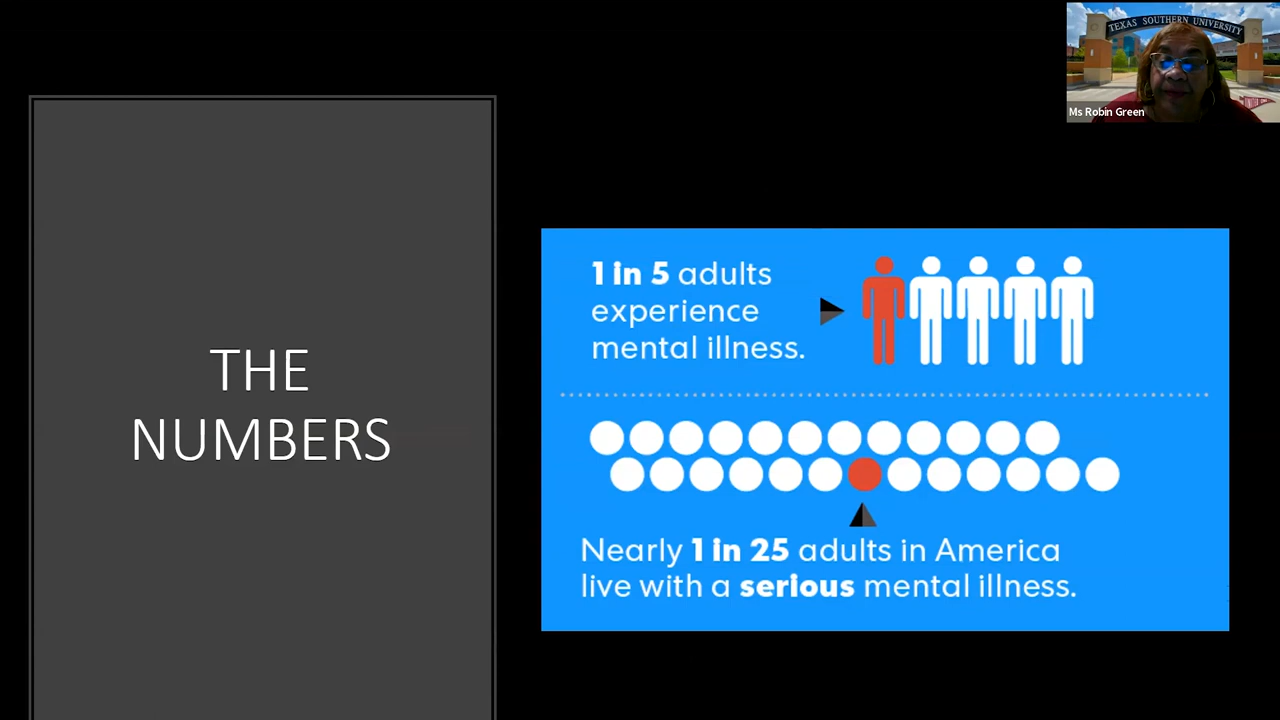 TEXAS SOUTHERN UNIVERSITY
Ms Robin Green
THE
NUMBERS
1 in 5 adults
experience
mental illness.
Nearly 1 in 25 adults in America
live with a serious mental illness.